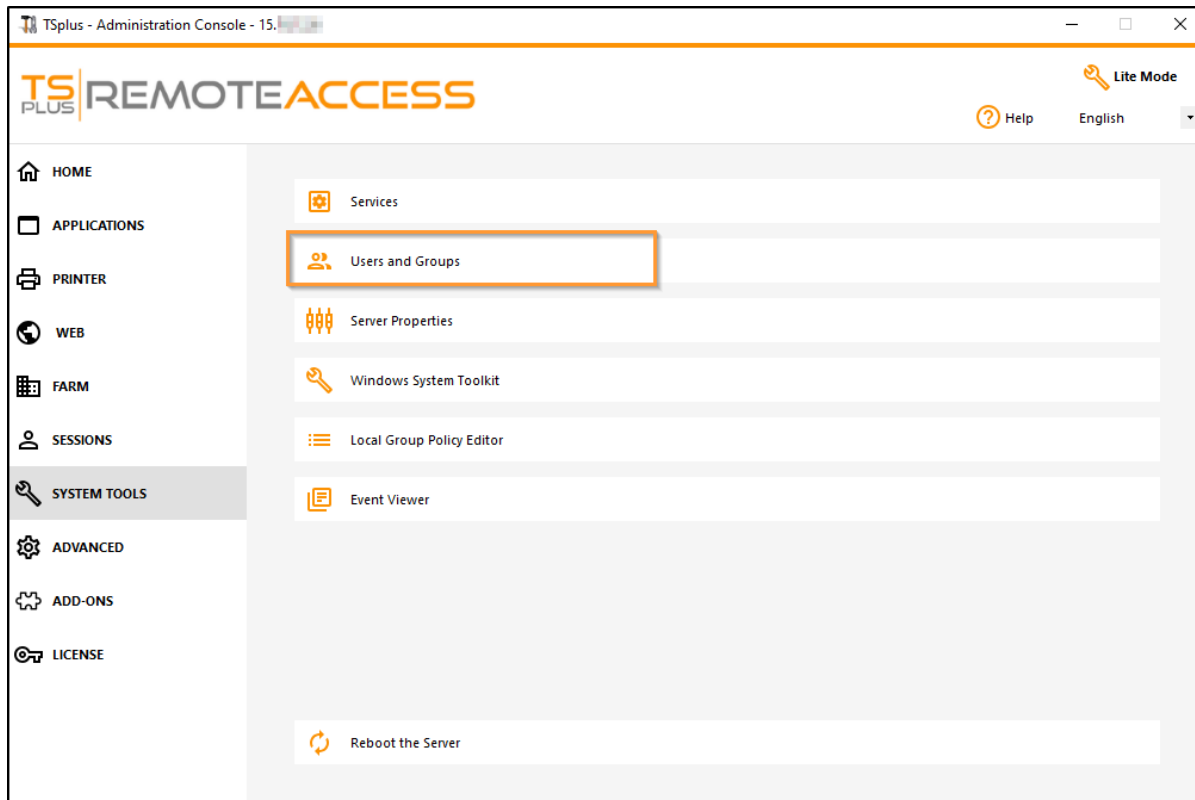 TSplus - Administration Console - 15.
TS PLUS REMOTEACCESS
Lite Mode
Help
English
HOME
APPLICATIONS
PRINTER
WEB
FARM
SESSIONS
SYSTEM TOOLS
ADVANCED
ADD-ONS
LICENSE
Services
Users and Groups
Server Properties
Windows System Toolkit
Local Group Policy Editor
Event Viewer
Reboot the Server